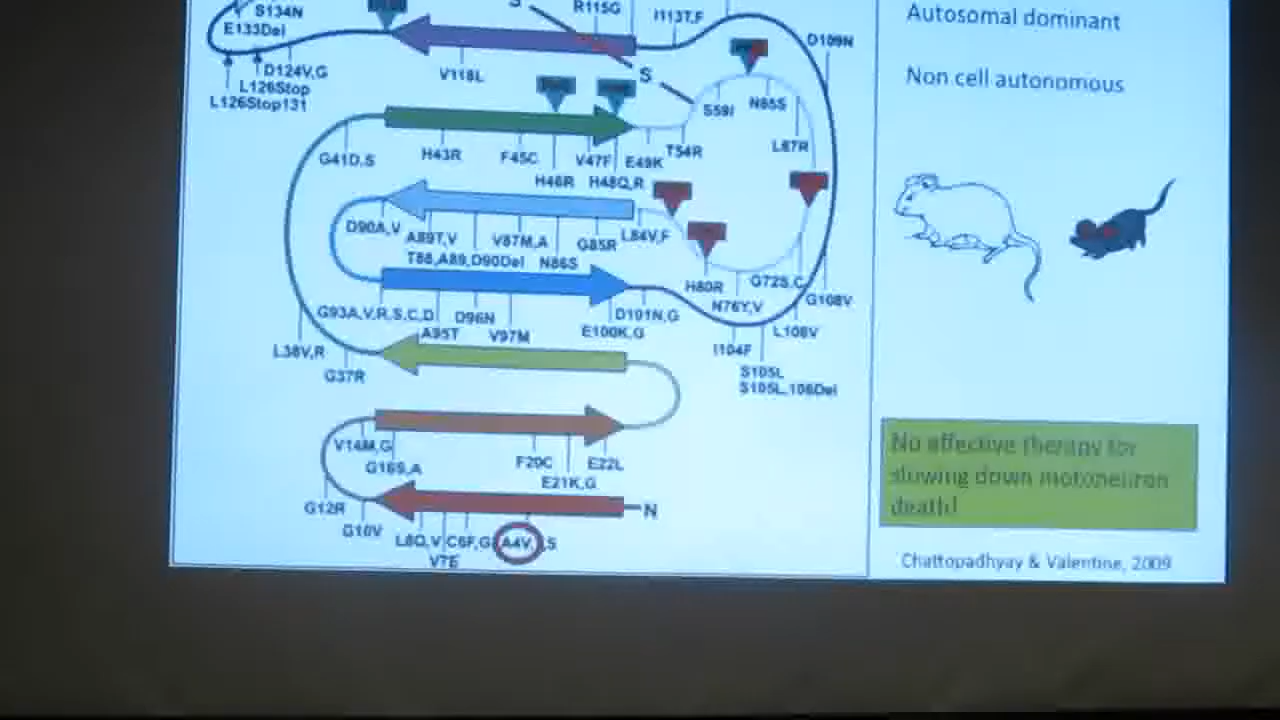 S134N
E133Del
D124V,G
L126Stop
L126Stop131
S
R115G
I113T,F
D109N
V118L
S
S59I
N65S
L67R
G41D,S
H43R
F45C
V47F
E49K
T54R
H46R
H48Q,R
D90A,V
A89T,V
V87M,A
G85R
L84V,F
T88,A89,D90Del
N86S
H80R
N76Y,V
G72S,C
G108V
G93A,V,R,S,C,D
A95T
D96N
V97M
E100K,G
D101N,G
L106V
I104F
S105L
S105L,106Del
L38V,R
G37R
V14M,G
G16S,A
F20C
E21K,G
E22L
G12R
G10V
L8Q,V
V7E
C6F,G
A4V,
,S
N
Autosomal dominant
Non cell autonomous
No effective therapy for
slowing down motoneuron
death!
Chattopadhyay & Valentine, 2009